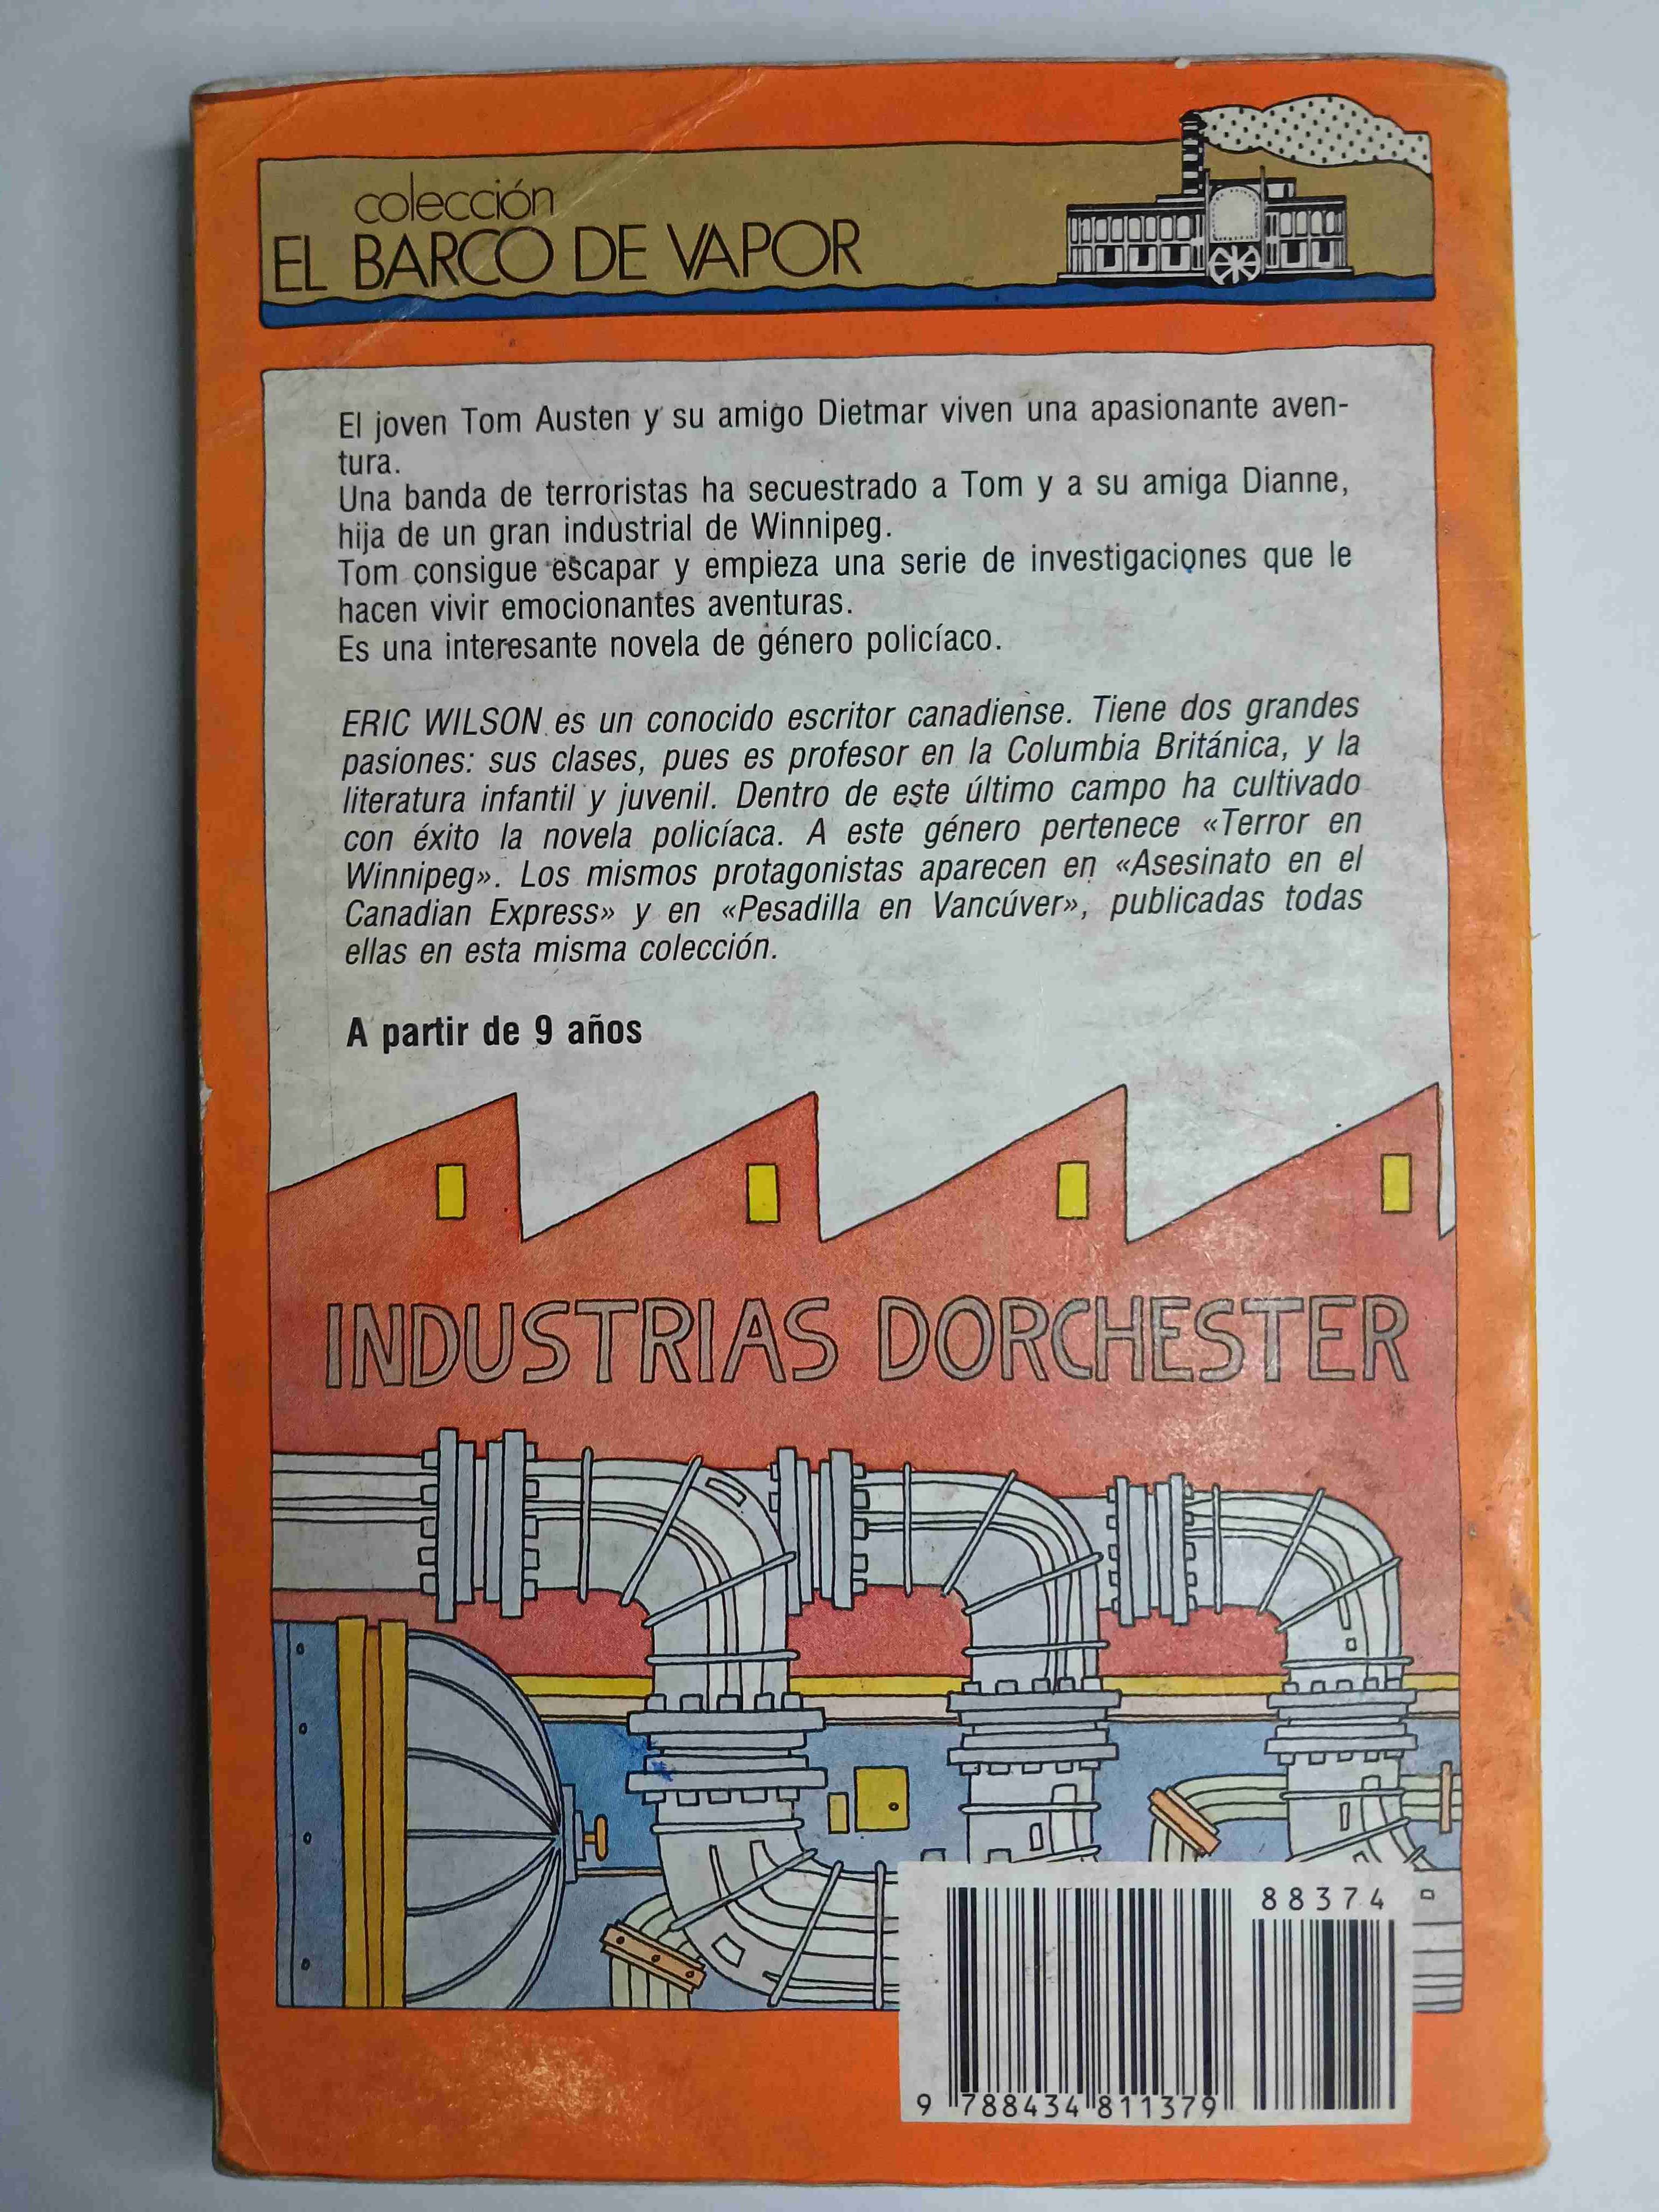 colección
EL BARCO DE VAPOR
El joven Tom Austen y su amigo Dietmar viven una apasionante aven-
tura.
Una banda de terroristas ha secuestrado a Tom y a su amiga Dianne,
hija de un gran industrial de Winnipeg.
Tom consigue escapar y empieza una serie de investigaciones que le
hacen vivir emocionantes aventuras.
Es una interesante novela de género policíaco.
ERIC WILSON es un conocido escritor canadiense. Tiene dos grandes
pasiones: sus clases, pues es profesor en la Columbia Británica, y la
literatura infantil y juvenil. Dentro de este último campo ha cultivado
con éxito la novela policíaca. A este género pertenece «Terror en
Winnipeg». Los mismos protagonistas aparecen en «Asesinato en el
Canadian Express» y en «Pesadilla en Vancúver», publicadas todas
ellas en esta misma colección.
A partir de 9 años
INDUSTRIAS DORCHESTER
88374
9 788434 811379